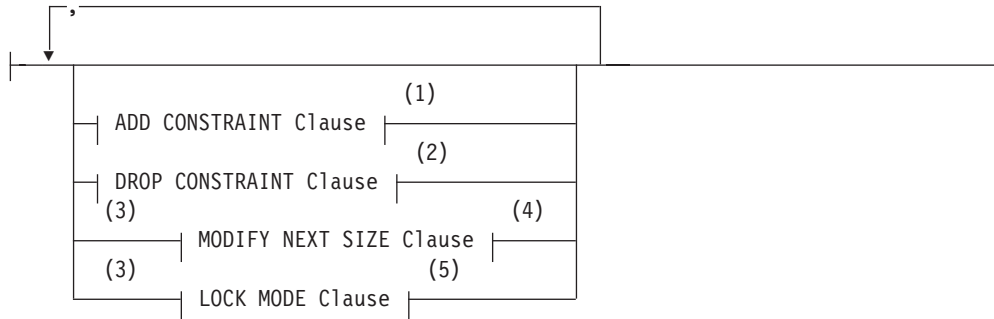 ,
(1)
ADD CONSTRAINT Clause
(2)
DROP CONSTRAINT Clause
(3) (4)
MODIFY NEXT SIZE Clause
(3) (5)
LOCK MODE Clause